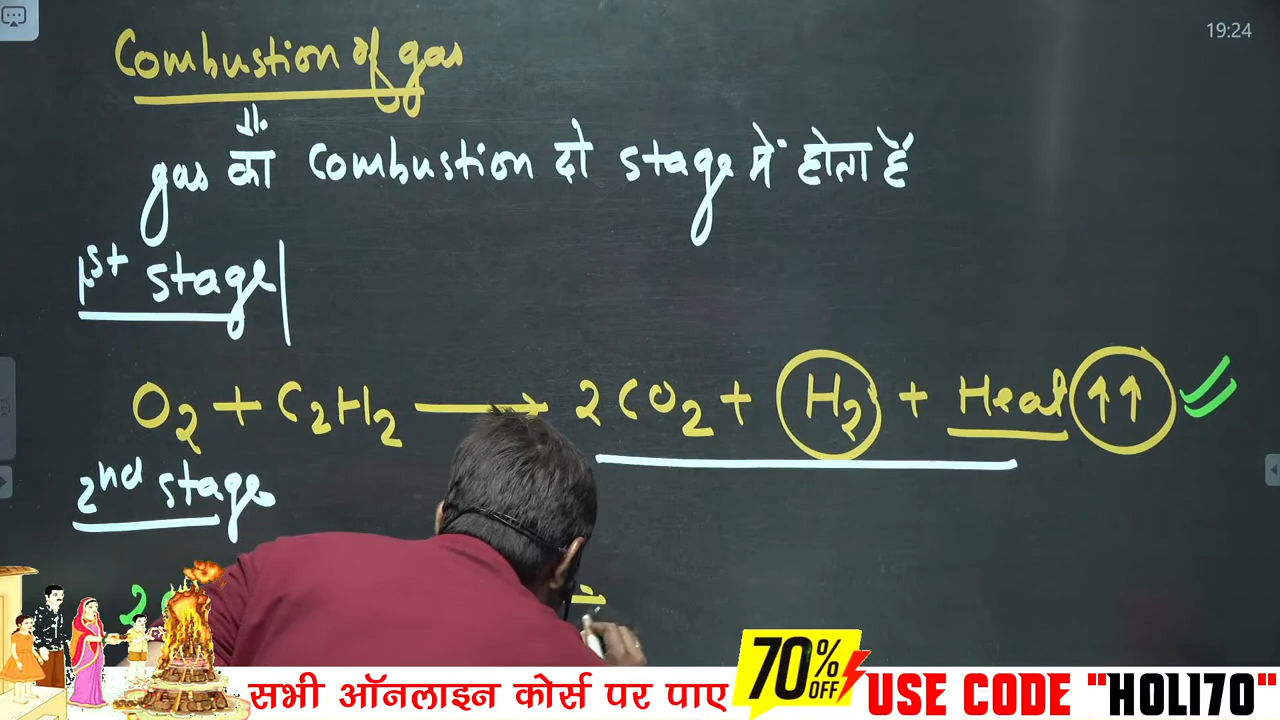 19:24
Combustion of gas
gas का combustion दो stage में होता है
1st stage
O2 + C2H2 → 2CO2 + H2 + Heat ↑↑
2nd stage
सभी ऑनलाइन कोर्स पर पाए 70% OFF USE CODE "HOLI70"